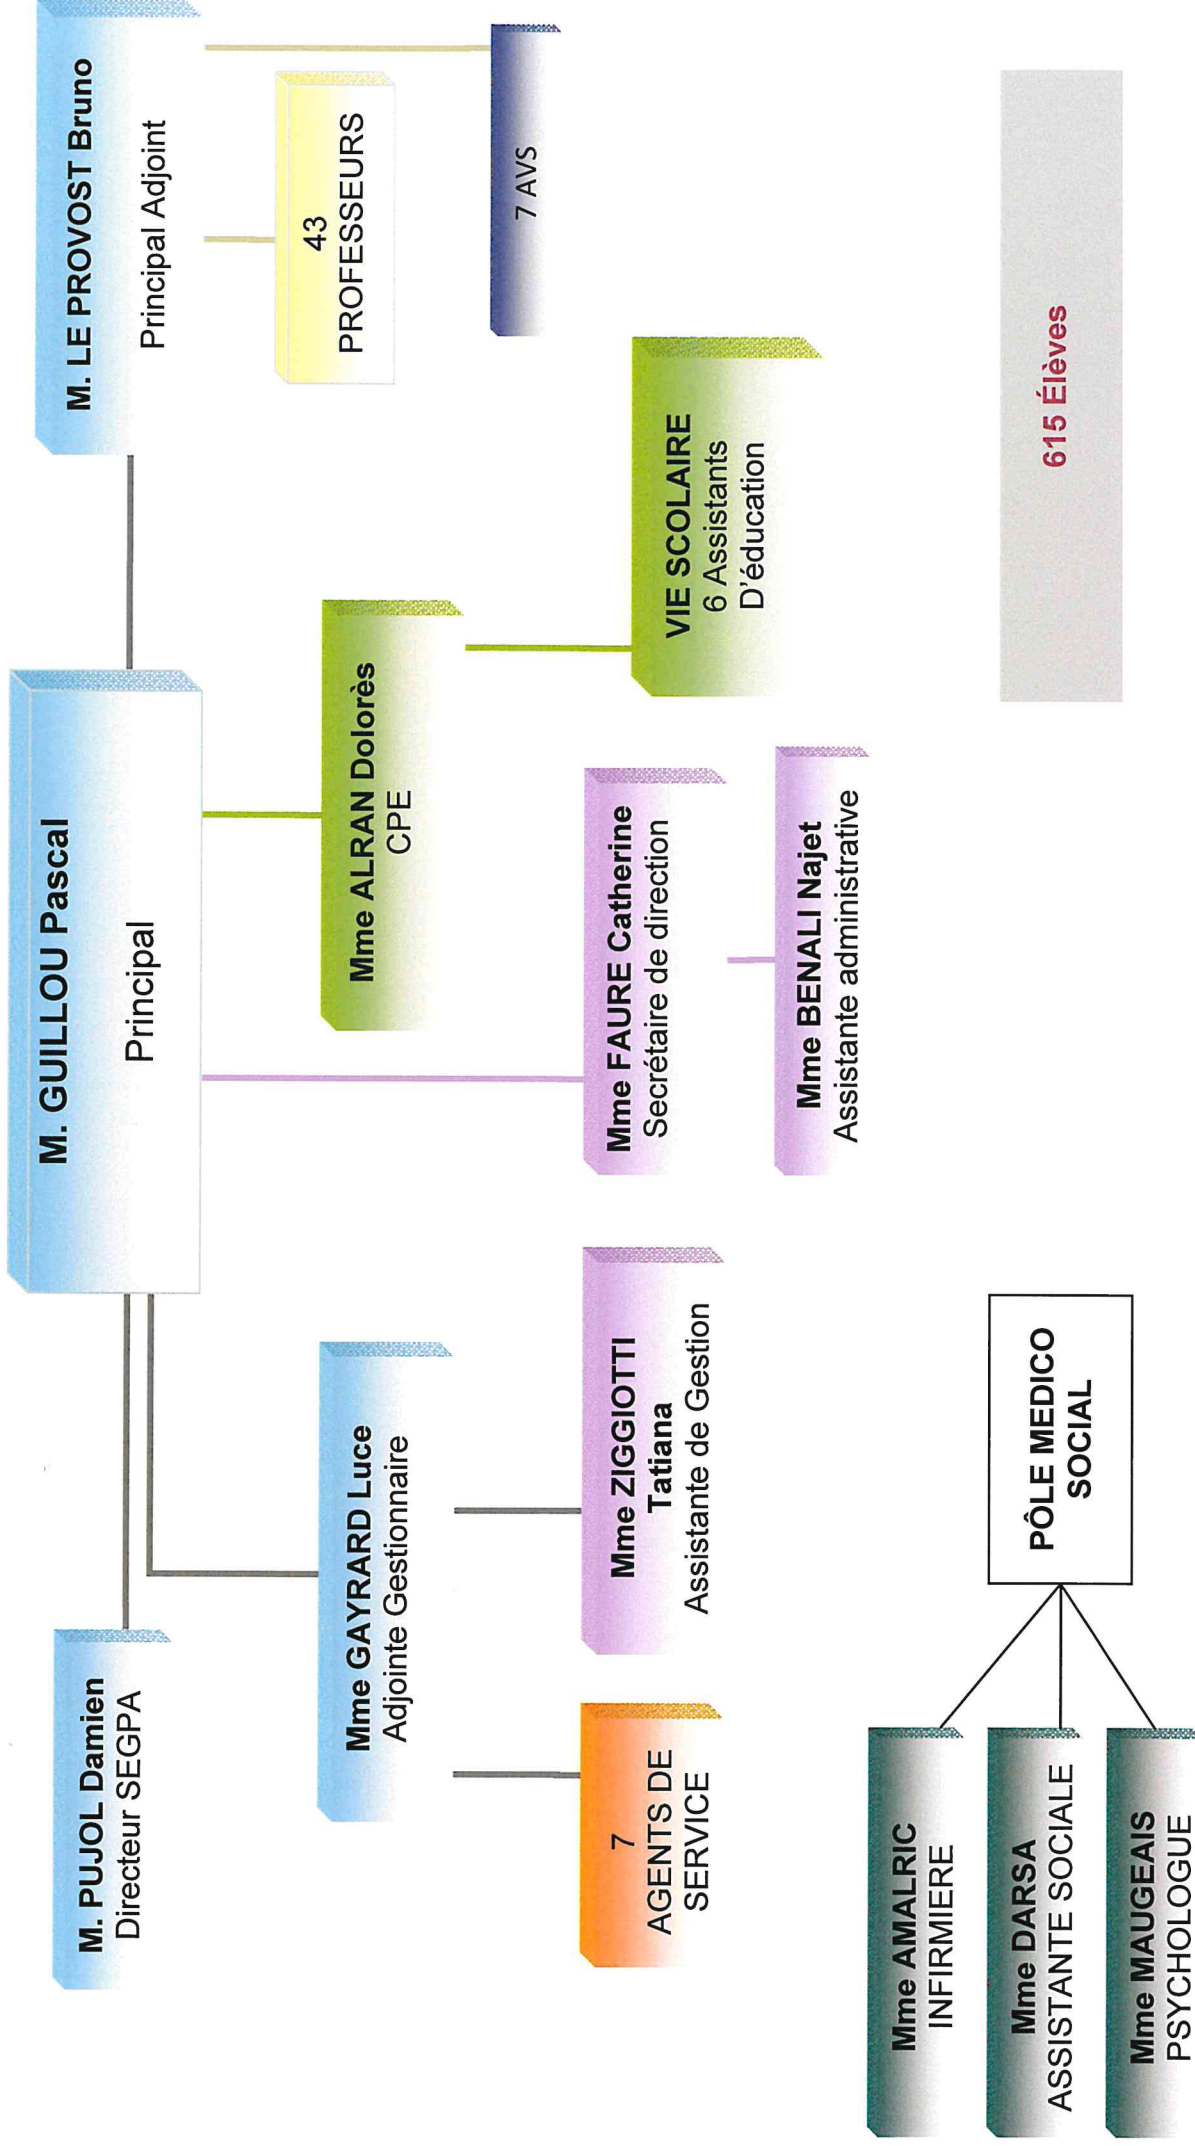 M. GUILLOU Pascal
Principal
M. PUJOL Damien
Directeur SEGPA
M. LE PROVOST Bruno
Principal Adjoint
Mme GAYRARD Luce
Adjointe Gestionnaire
Mme ALRAN Dolorès
CPE
43
PROFESSEURS
7 AVS
7
AGENTS DE
SERVICE
Mme ZIGGIOTTI
Tatiana
Assistante de Gestion
Mme FAURE Catherine
Secrétaire de direction
VIE SCOLAIRE
6 Assistants
D'éducation
Mme BENALI Najet
Assistante administrative
Mme AMALRIC
INFIRMIERE
Mme DARSA
ASSISTANTE SOCIALE
Mme MAUGEAIS
PSYCHOLOGUE
PÔLE MEDICO
SOCIAL
615 Élèves